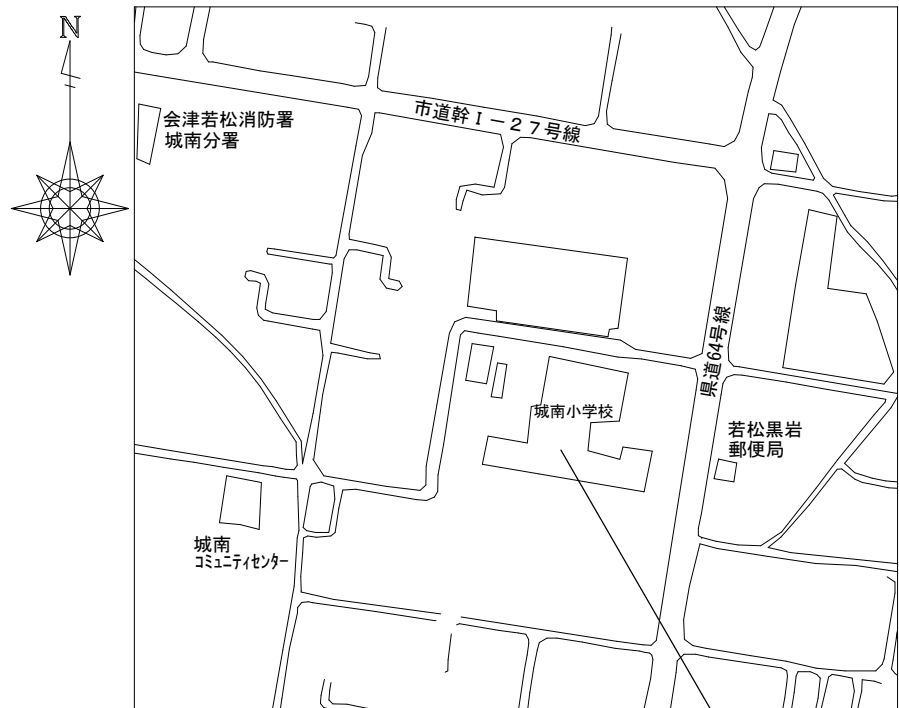 N
会津若松消防署
城南分署
市道幹Ⅰ－２７号線
県道64号線
城南小学校
若松黒岩
郵便局
城南
ｺﾐｭﾆﾃｨｾﾝﾀｰ